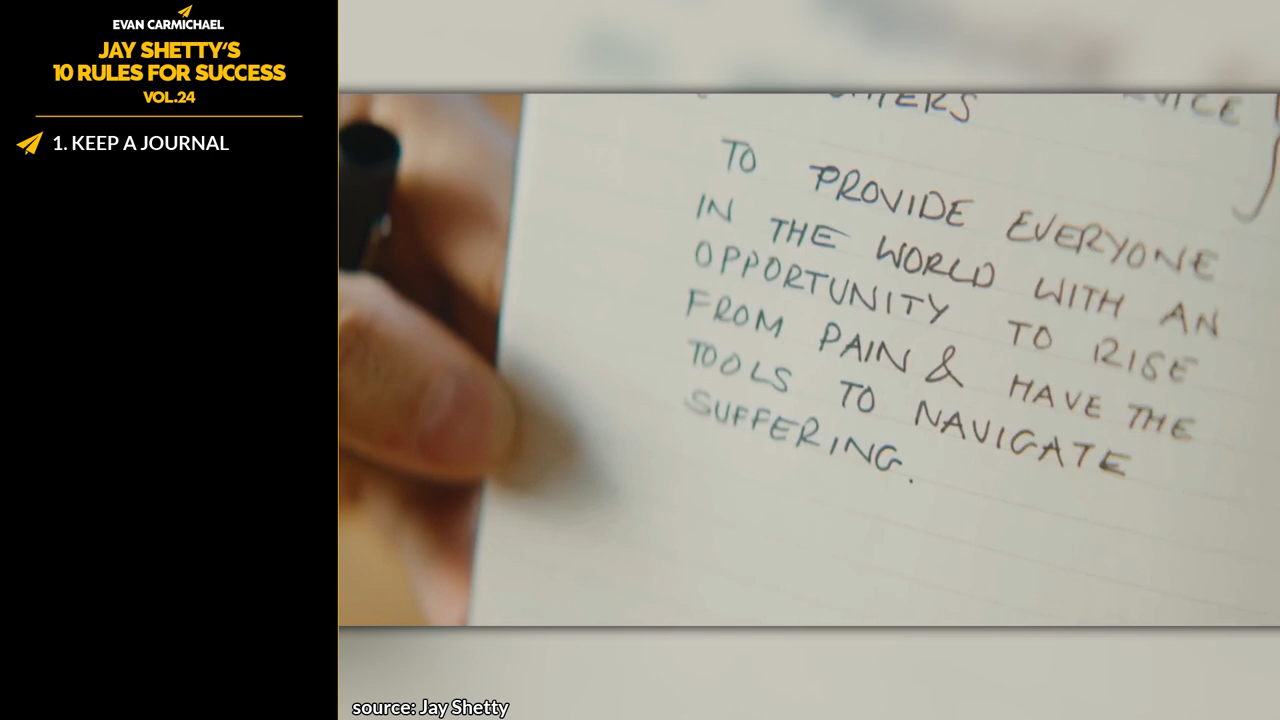 EVAN CARMICHAEL
JAY SHETTY'S
10 RULES FOR SUCCESS
VOL.24
1. KEEP A JOURNAL
TO PROVIDE EVERYONE
IN THE WORLD WITH AN
OPPORTUNITY TO RISE
FROM PAIN & HAVE THE
TOOLS TO NAVIGATE
SUFFERING.
source: Jay Shetty